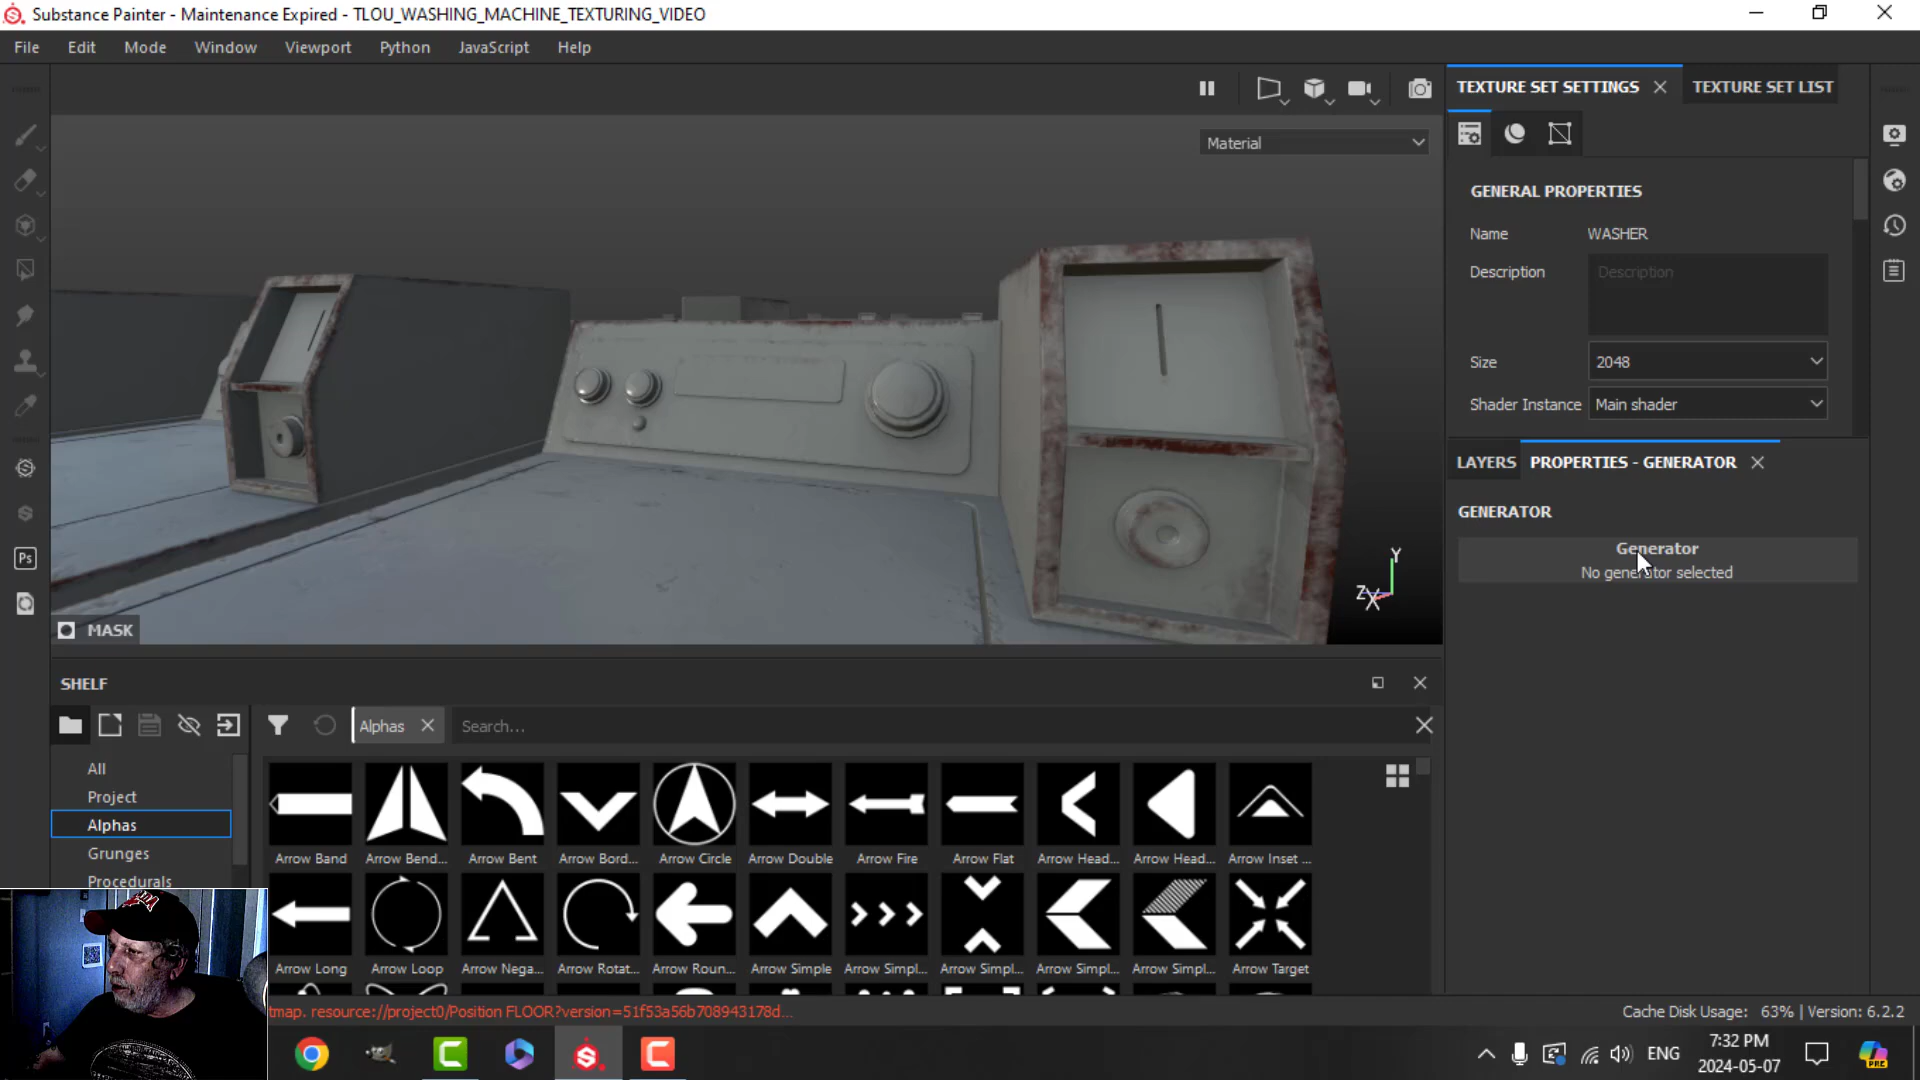 Substance Painter - Maintenance Expired - TLOU_WASHING_MACHINE_TEXTURING_VIDEO
File Edit Mode Window Viewport Python JavaScript Help
Material
MASK
Y
Z
X
TEXTURE SET SETTINGS
TEXTURE SET LIST
GENERAL PROPERTIES
Name WASHER
Description Description
Size 2048
Shader Instance Main shader
LAYERS PROPERTIES - GENERATOR
GENERATOR
Generator
No generator selected
Ps
SHELF
Alphas Search...
All
Project
Alphas
Grunges
Procedurals
Arrow Band Arrow Bend... Arrow Bent Arrow Bord... Arrow Circle Arrow Double Arrow Fire Arrow Flat Arrow Head... Arrow Head... Arrow Inset ...
Arrow Long Arrow Loop Arrow Nega... Arrow Rotat... Arrow Roun... Arrow Simple Arrow Simpl... Arrow Simpl... Arrow Simpl... Arrow Simpl... Arrow Target
tmap. resource://project0/Position FLOOR?version=51f53a56b708943178d...
Cache Disk Usage: 63% | Version: 6.2.2
ENG
7:32 PM
2024-05-07
PRE